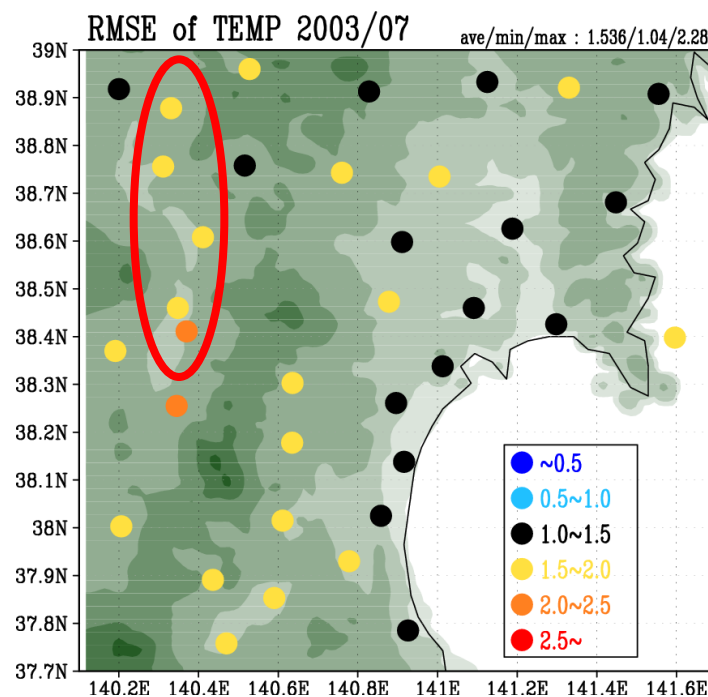 RMSE of TEMP 2003/07
ave/min/max : 1.536/1.04/2.28
39N
38.9N
38.8N
38.7N
38.6N
38.5N
38.4N
38.3N
38.2N
38.1N
38N
37.9N
37.8N
37.7N
~0.5
0.5~1.0
1.0~1.5
1.5~2.0
2.0~2.5
2.5~
140.2E 140.4E 140.6E 140.8E 141E 141.2E 141.4E 141.6E